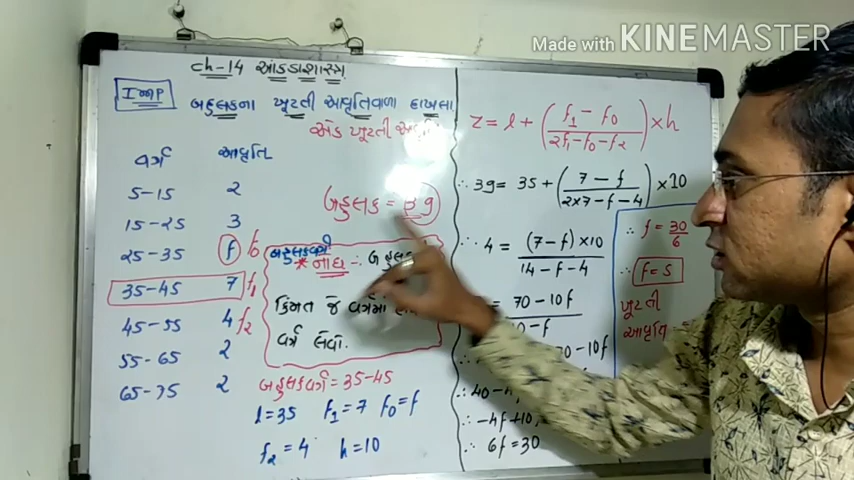 Made with KINEMASTER
ch-14 આંકડાશાસ્ત્ર
IMP
બહુલકના ખૂટતી આવૃત્તિવાળા દાખલા
એક ખૂટતી
વર્ગ આવૃત્તિ
5-15 2
15-25 3
25-35 f f₀
35-45 7 f₁
45-55 4 f₂
55-65 2
65-75 2
બહુલક = 39
બહુલકવર્ગ
* નોંધ :-
કિંમત જે વર્ગમાં
વર્ગ લેવો.
બહુલકવર્ગ = 35-45
l = 35 f₁ = 7 f₀ = f
f₂ = 4 h = 10
z = l + (f₁ - f₀ / 2f₁ - f₀ - f₂) × h
∴ 39 = 35 + (7 - f / 2×7 - f - 4) × 10
∴ 4 = (7 - f) × 10 / 14 - f - 4
= 70 - 10f / 0 - f
0 - 10f
∴ 40 - 4
∴ -4f + 10
∴ 6f = 30
∴ f = 30/6
∴ f = 5
ખૂટતી
આવૃત્તિ =